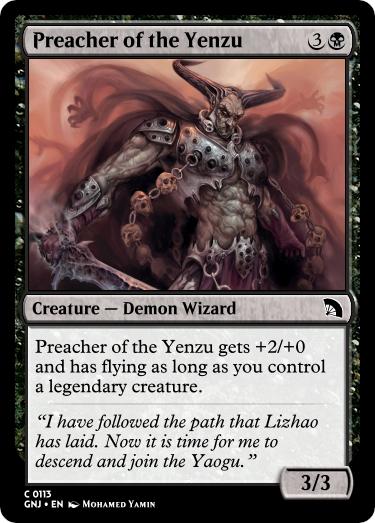 Preacher of the Yenzu 3
Creature — Demon Wizard
Preacher of the Yenzu gets +2/+0
and has flying as long as you control
a legendary creature.
“I have followed the path that Lizhao
has laid. Now it is time for me to
descend and join the Yaogu.”
3/3
C 0113
GNJ • EN Mohamed Yamin